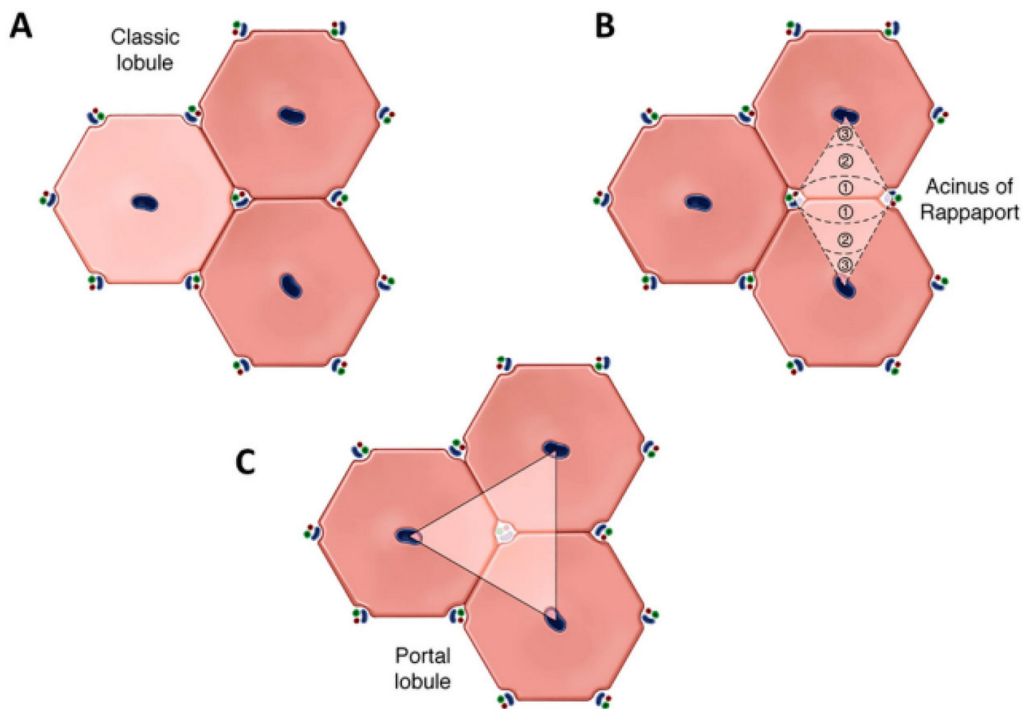 A
Classic
lobule
B
③
②
①
①
②
③
Acinus of
Rappaport
C
Portal
lobule